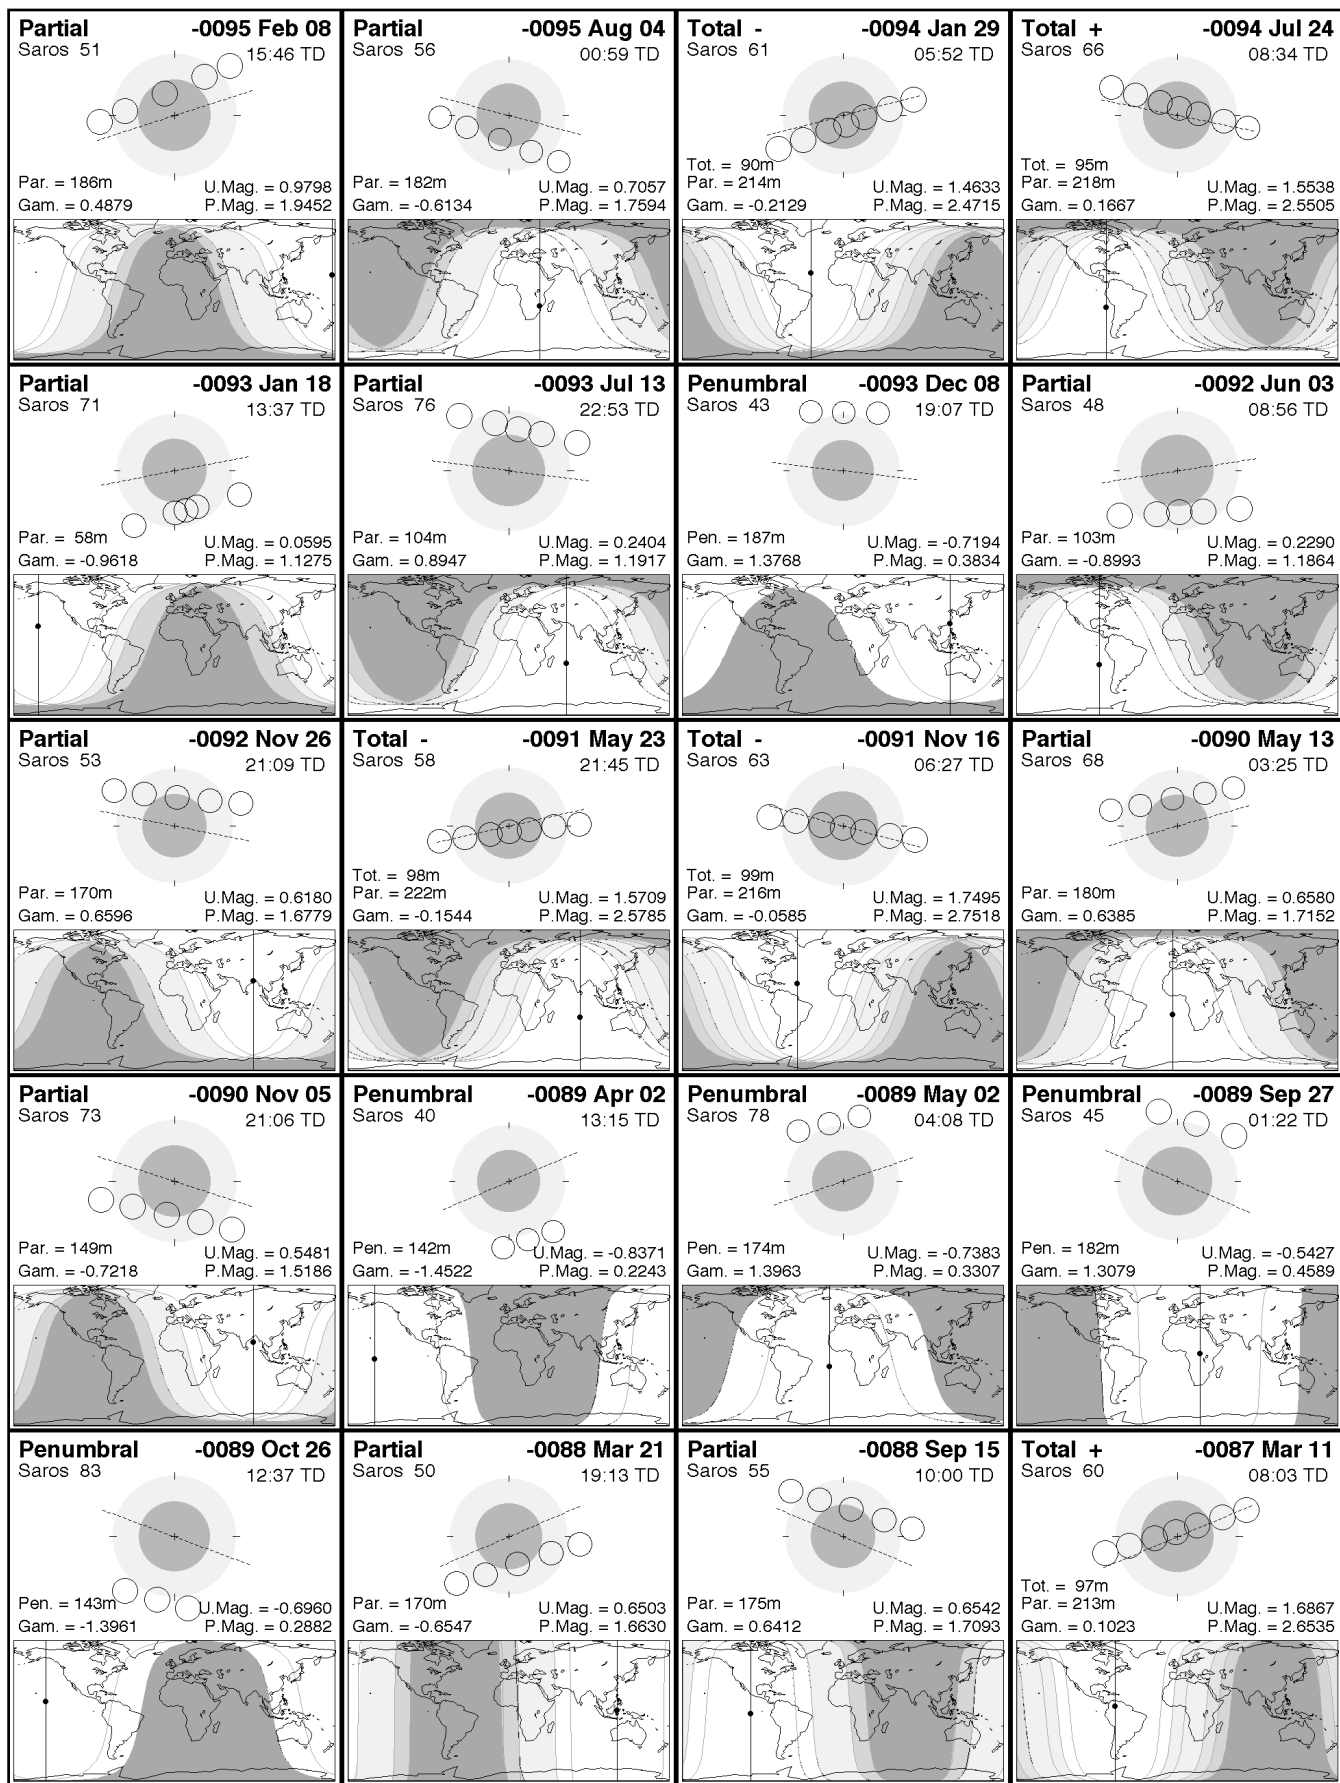 Partial -0095 Feb 08
Saros 51 15:46 TD
Par. = 186m U.Mag. = 0.9798
Gam. = 0.4879 P.Mag. = 1.9452
Partial -0095 Aug 04
Saros 56 00:59 TD
Par. = 182m U.Mag. = 0.7057
Gam. = -0.6134 P.Mag. = 1.7594
Total - -0094 Jan 29
Saros 61 05:52 TD
Tot. = 90m
Par. = 214m U.Mag. = 1.4633
Gam. = -0.2129 P.Mag. = 2.4715
Total + -0094 Jul 24
Saros 66 08:34 TD
Tot. = 95m
Par. = 218m U.Mag. = 1.5538
Gam. = 0.1667 P.Mag. = 2.5505
Partial -0093 Jan 18
Saros 71 13:37 TD
Par. = 58m U.Mag. = 0.0595
Gam. = -0.9618 P.Mag. = 1.1275
Partial -0093 Jul 13
Saros 76 22:53 TD
Par. = 104m U.Mag. = 0.2404
Gam. = 0.8947 P.Mag. = 1.1917
Penumbral -0093 Dec 08
Saros 43 19:07 TD
Pen. = 187m U.Mag. = -0.7194
Gam. = 1.3768 P.Mag. = 0.3834
Partial -0092 Jun 03
Saros 48 08:56 TD
Par. = 103m U.Mag. = 0.2290
Gam. = -0.8993 P.Mag. = 1.1864
Partial -0092 Nov 26
Saros 53 21:09 TD
Par. = 170m U.Mag. = 0.6180
Gam. = 0.6596 P.Mag. = 1.6779
Total - -0091 May 23
Saros 58 21:45 TD
Tot. = 98m
Par. = 222m U.Mag. = 1.5709
Gam. = -0.1544 P.Mag. = 2.5785
Total - -0091 Nov 16
Saros 63 06:27 TD
Tot. = 99m
Par. = 216m U.Mag. = 1.7495
Gam. = -0.0585 P.Mag. = 2.7518
Partial -0090 May 13
Saros 68 03:25 TD
Par. = 180m U.Mag. = 0.6580
Gam. = 0.6385 P.Mag. = 1.7152
Partial -0090 Nov 05
Saros 73 21:06 TD
Par. = 149m U.Mag. = 0.5481
Gam. = -0.7218 P.Mag. = 1.5186
Penumbral -0089 Apr 02
Saros 40 13:15 TD
Pen. = 142m U.Mag. = -0.8371
Gam. = -1.4522 P.Mag. = 0.2243
Penumbral -0089 May 02
Saros 78 04:08 TD
Pen. = 174m U.Mag. = -0.7383
Gam. = 1.3963 P.Mag. = 0.3307
Penumbral -0089 Sep 27
Saros 45 01:22 TD
Pen. = 182m U.Mag. = -0.5427
Gam. = 1.3079 P.Mag. = 0.4589
Penumbral -0089 Oct 26
Saros 83 12:37 TD
Pen. = 143m U.Mag. = -0.6960
Gam. = -1.3961 P.Mag. = 0.2882
Partial -0088 Mar 21
Saros 50 19:13 TD
Par. = 170m U.Mag. = 0.6503
Gam. = -0.6547 P.Mag. = 1.6630
Partial -0088 Sep 15
Saros 55 10:00 TD
Par. = 175m U.Mag. = 0.6542
Gam. = 0.6412 P.Mag. = 1.7093
Total + -0087 Mar 11
Saros 60 08:03 TD
Tot. = 97m
Par. = 213m U.Mag. = 1.6867
Gam. = 0.1023 P.Mag. = 2.6535